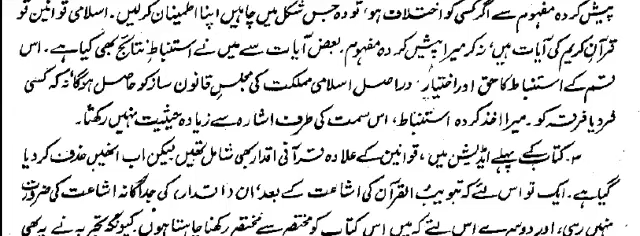 پیش کردہ مفہوم سے اگر کسی کو اختلاف ہو، تو وہ جس شکل میں چاہیں اپنا اطمینان کر لیں۔ اسلامی قوانین تو
قرآن کریم کی آیات ہیں، نہ کہ میرا پیش کردہ مفہوم۔ بعض آیات سے میں نے استنباطِ نتائج بھی کیا ہے۔ اس
قسم کے استنباط کا حق اور اختیار دراصل اسلامی مملکت کی مجلسِ قانون ساز کو حاصل ہوگا نہ کہ کسی
فرد یا فرقہ کو۔ میرا اخذ کردہ استنباط، اس سمت کی طرف اشارہ سے زیادہ حیثیت نہیں رکھتا۔
۳۔ کتاب کے پہلے ایڈیشن میں، قوانین کے علاوہ قرآنی اقدار بھی شامل تھیں لیکن اب انہیں حذف کر دیا
گیا ہے۔ ایک تو اس لئے کہ تبویب القرآن کی اشاعت کے بعد، ان (اقدار) کی جداگانہ اشاعت کی ضرورت
نہیں رہی، اور دوسرے اس لئے کہ میں اس کتاب کو مختصر سے مختصر رکھنا چاہتا ہوں۔ کیونکہ تجربہ نے یہ بھی